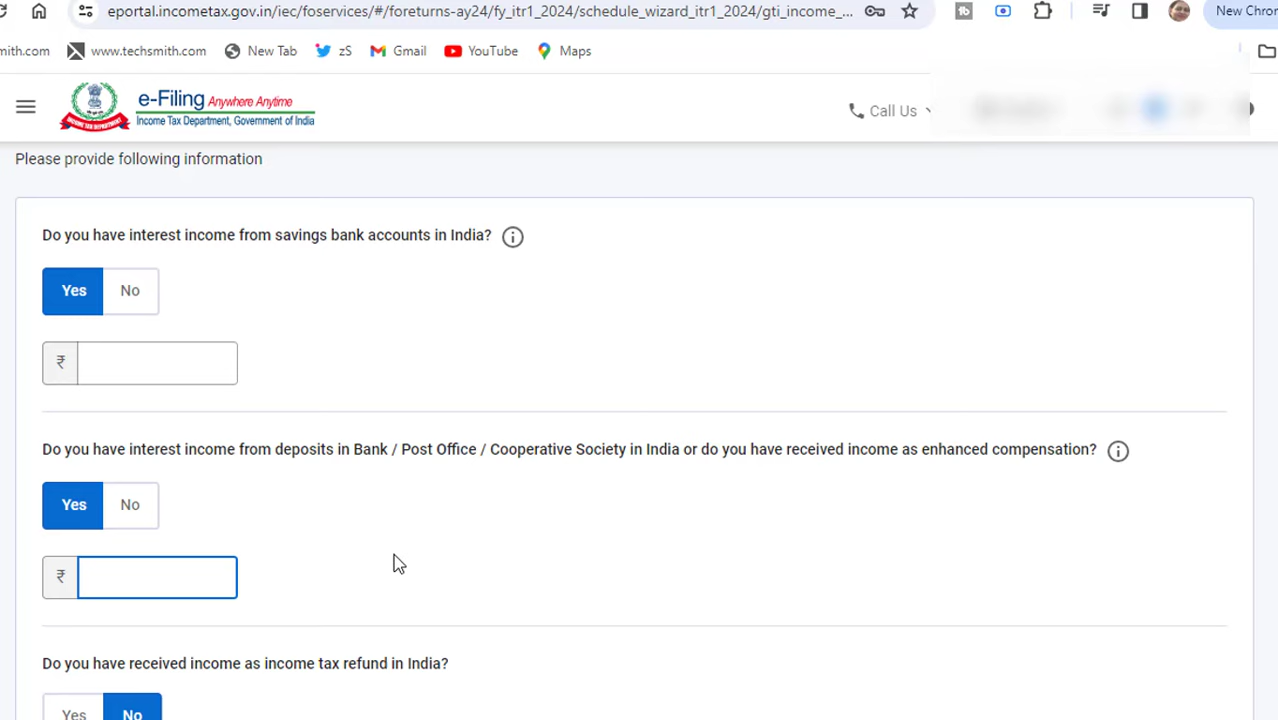 eportal.incometax.gov.in/iec/foservices/#/foreturns-ay24/fy_itr1_2024/schedule_wizard_itr1_2024/gti_income_...
New Chron
mith.com www.techsmith.com New Tab zS Gmail YouTube Maps
e-Filing Anywhere Anytime
Income Tax Department, Government of India
Call Us
Please provide following information
Do you have interest income from savings bank accounts in India?
Yes No
₹
Do you have interest income from deposits in Bank / Post Office / Cooperative Society in India or do you have received income as enhanced compensation?
Yes No
₹
Do you have received income as income tax refund in India?
Yes No